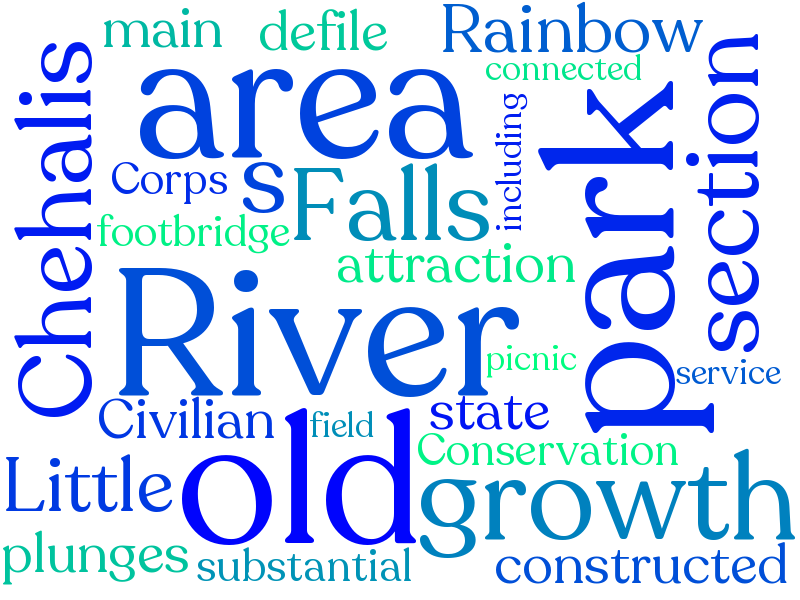 main
defile
Rainbow
connected
area
Chehalis
including
park
section
Corps
s
Falls
footbridge
attraction
River
picnic
service
Civilian
field
state
old
Conservation
Little
growth
plunges
substantial
constructed